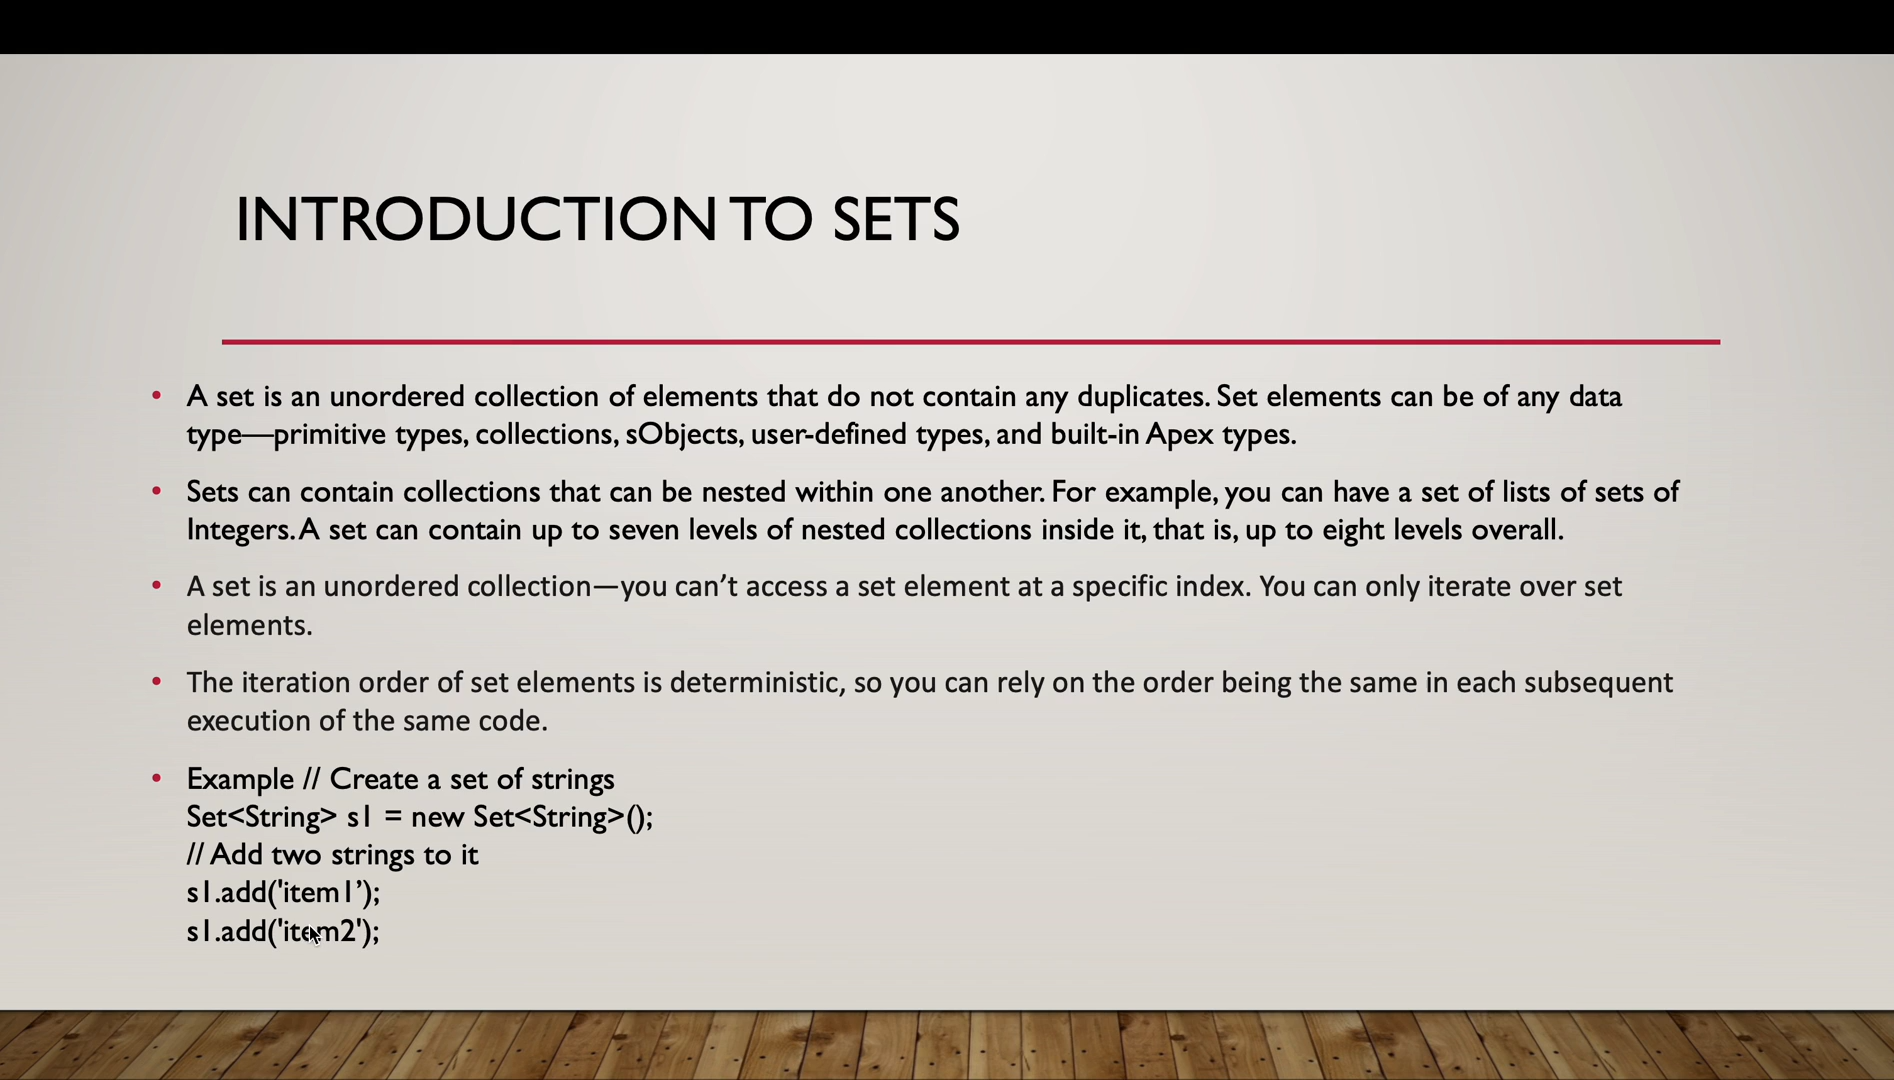 INTRODUCTION TO SETS
• A set is an unordered collection of elements that do not contain any duplicates. Set elements can be of any data
type—primitive types, collections, sObjects, user-defined types, and built-in Apex types.
• Sets can contain collections that can be nested within one another. For example, you can have a set of lists of sets of
Integers. A set can contain up to seven levels of nested collections inside it, that is, up to eight levels overall.
• A set is an unordered collection—you can’t access a set element at a specific index. You can only iterate over set
elements.
• The iteration order of set elements is deterministic, so you can rely on the order being the same in each subsequent
execution of the same code.
• Example // Create a set of strings
Set<String> s1 = new Set<String>();
// Add two strings to it
s1.add('item1’);
s1.add('item2');